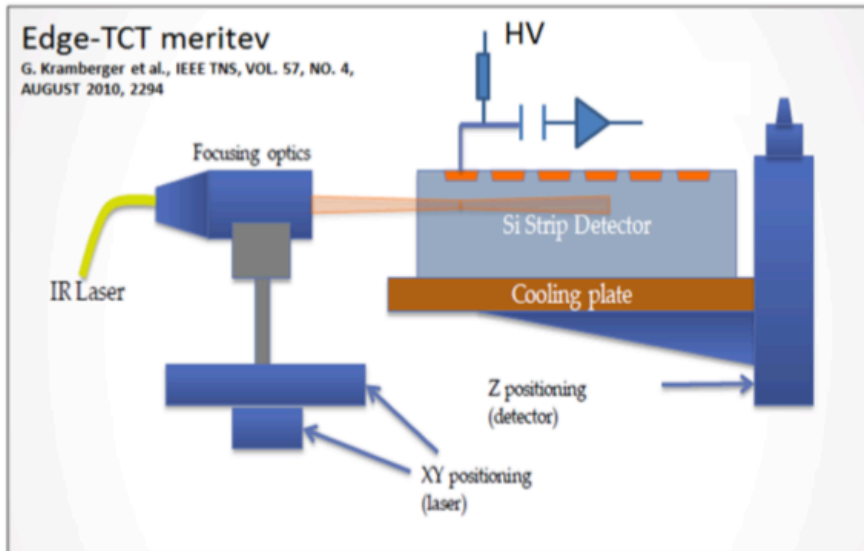 Edge-TCT meritev
G. Kramberger et al., IEEE TNS, VOL. 57, NO. 4,
AUGUST 2010, 2294
HV
Focusing optics
IR Laser
Si Strip Detector
Cooling plate
Z positioning
(detector)
XY positioning
(laser)